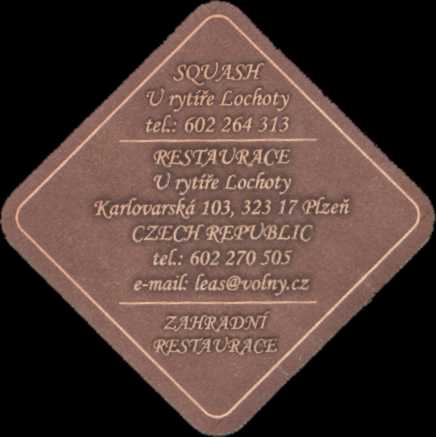 SQUASH
U rytíře Lochoty
tel.: 602 264 313
RESTAURACE
U rytíře Lochoty
Karlovarská 103, 323 17 Plzeň
CZECH REPUBLIC
tel.: 602 270 505
e-mail: leas@volny.cz
ZAHRADNÍ
RESTAURACE